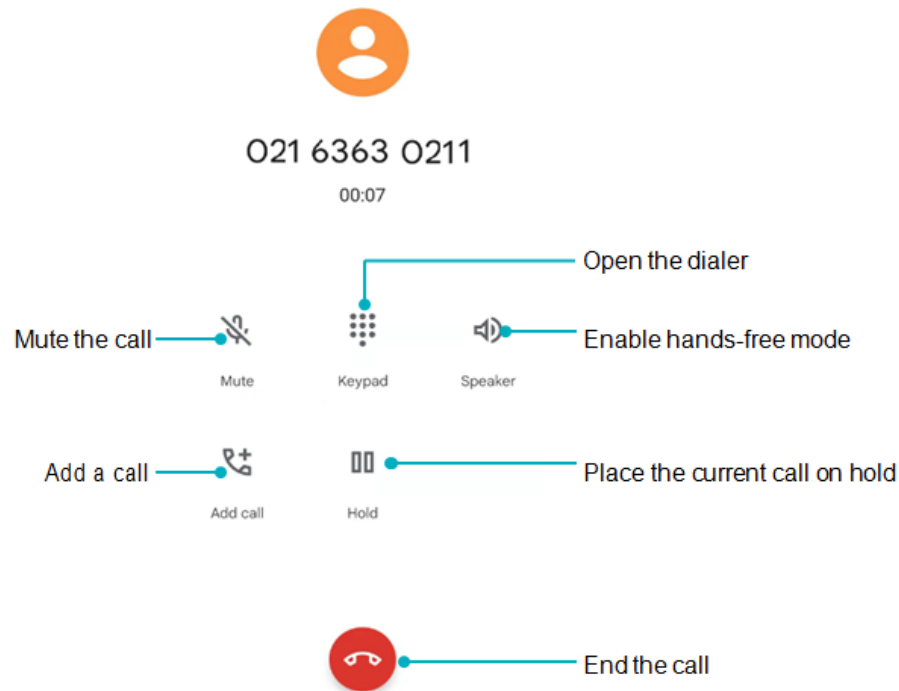 021 6363 0211
00:07
Open the dialer
Mute the call
Enable hands-free mode
Mute
Keypad
Speaker
Add a call
Place the current call on hold
Add call
Hold
End the call